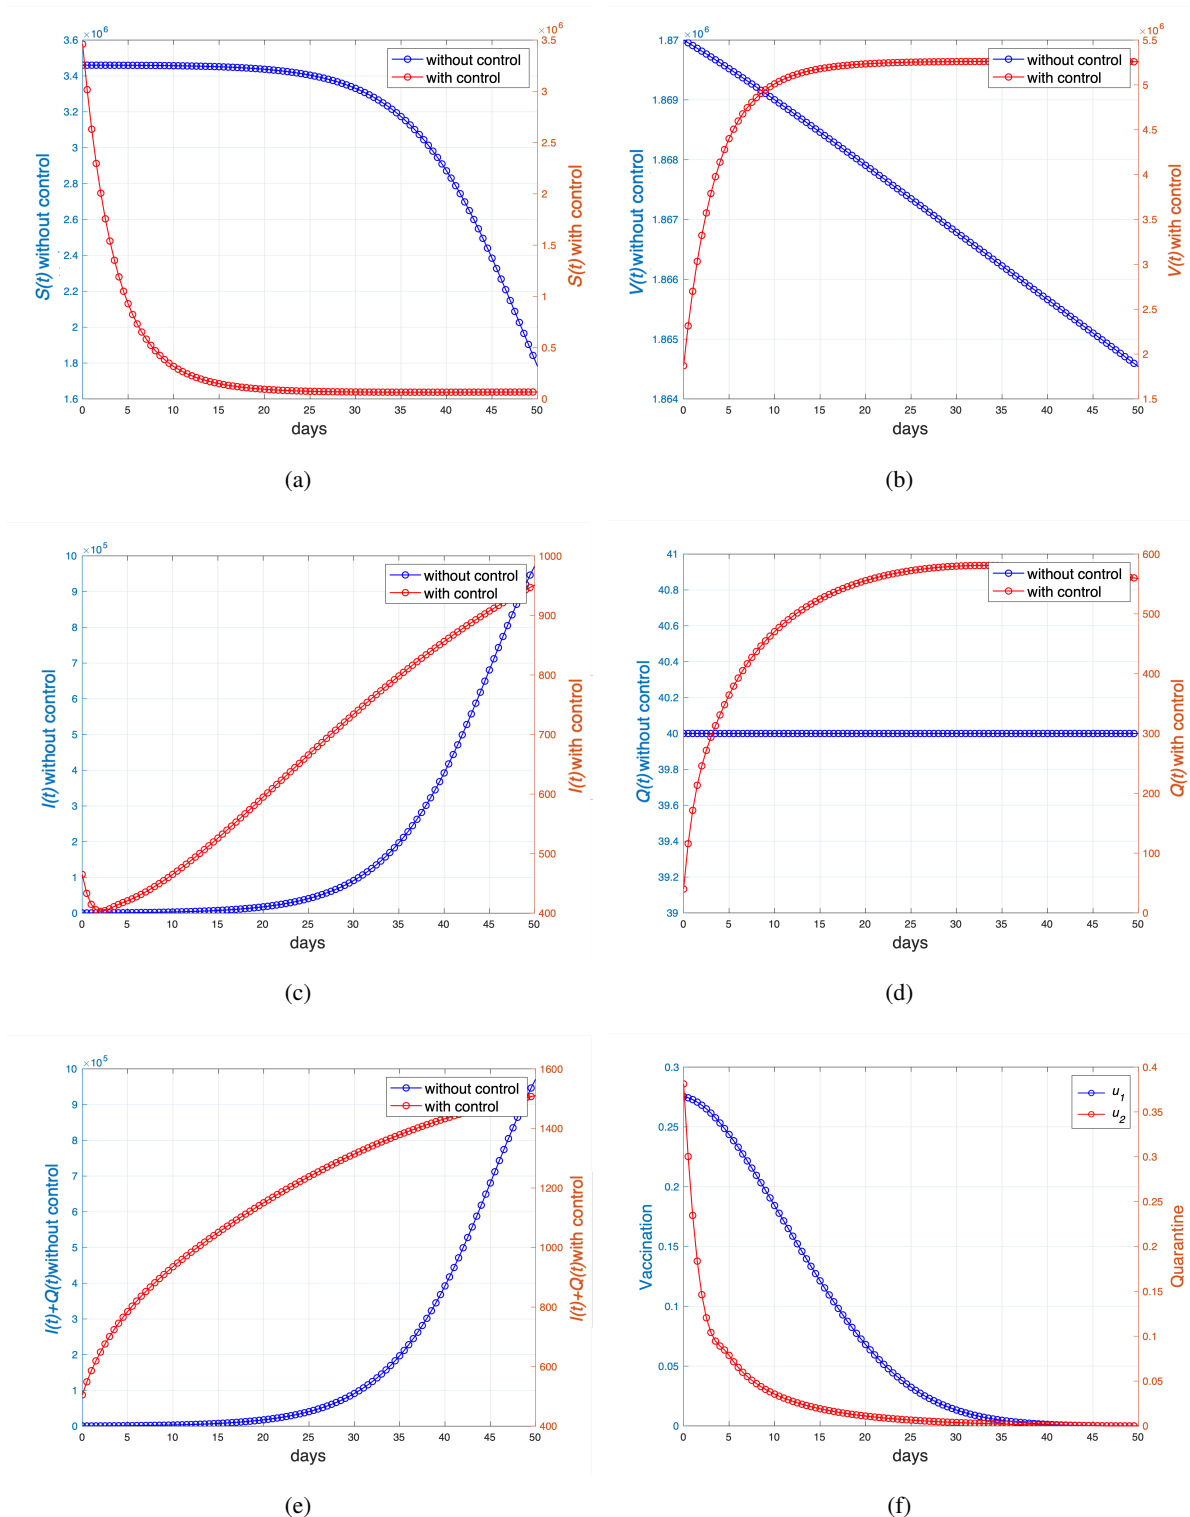 ×10^6
×10^6
3.6
3.4
3.2
3
2.8
2.6
2.4
2.2
2
1.8
1.6
S(t) without control
without control
with control
3.5
3
2.5
2
1.5
1
0.5
0
S(t) with control
0 5 10 15 20 25 30 35 40 45 50
days
(a)
×10^6
×10^6
1.87
1.869
1.868
1.867
1.866
1.865
1.864
V(t) without control
without control
with control
5.5
5
4.5
4
3.5
3
2.5
2
1.5
V(t) with control
0 5 10 15 20 25 30 35 40 45 50
days
(b)
×10^5
10
9
8
7
6
5
4
3
2
1
0
I(t) without control
without control
with control
1000
900
800
700
600
500
400
I(t) with control
0 5 10 15 20 25 30 35 40 45 50
days
(c)
41
40.8
40.6
40.4
40.2
40
39.8
39.6
39.4
39.2
39
Q(t) without control
without control
with control
600
500
400
300
200
100
0
Q(t) with control
0 5 10 15 20 25 30 35 40 45 50
days
(d)
×10^5
10
9
8
7
6
5
4
3
2
1
0
I(t)+Q(t) without control
without control
with control
1600
1400
1200
1000
800
600
400
I(t)+Q(t) with control
0 5 10 15 20 25 30 35 40 45 50
days
(e)
0.3
0.25
0.2
0.15
0.1
0.05
0
Vaccination
u_1
u_2
0.4
0.35
0.3
0.25
0.2
0.15
0.1
0.05
0
Quarantine
0 5 10 15 20 25 30 35 40 45 50
days
(f)